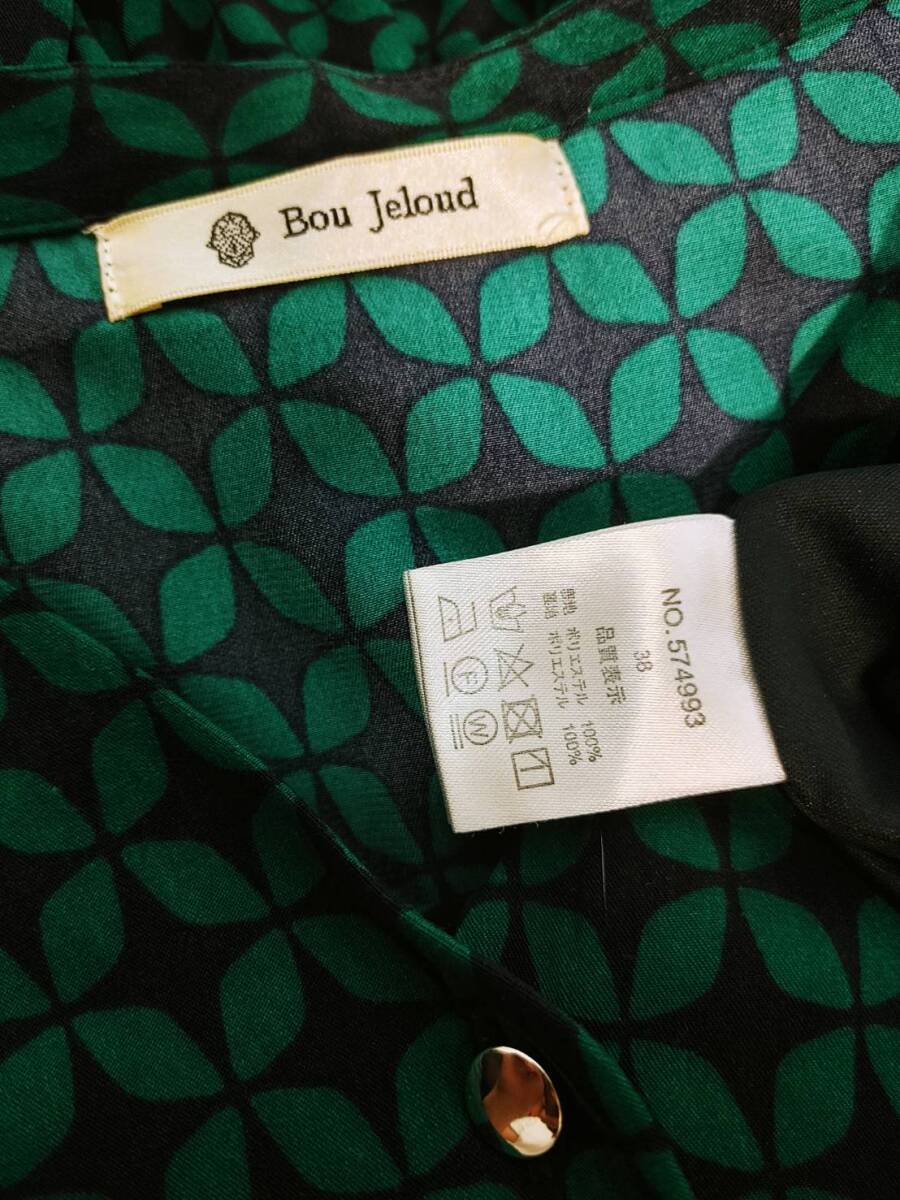 Bou Jeloud
NO.574993
38
品質表示
表地 ポリエステル 100%
裏地 ポリエステル 100%
F
W